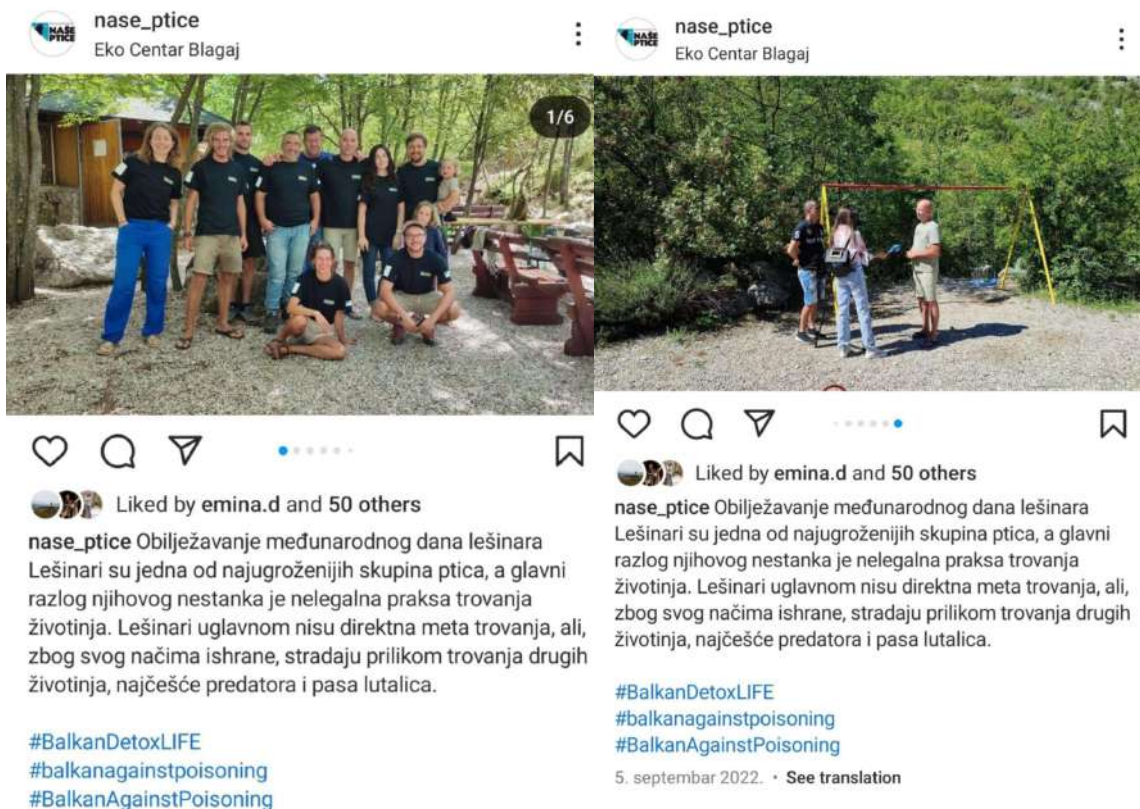 nase_ptice
Eko Centar Blagaj
NAŠE
PTICE
1/6
Liked by emina.d and 50 others
nase_ptice Obilježavanje međunarodnog dana lešinara
Lešinari su jedna od najugroženijih skupina ptica, a glavni
razlog njihovog nestanka je nelegalna praksa trovanja
životinja. Lešinari uglavnom nisu direktna meta trovanja, ali,
zbog svog načima ishrane, stradaju prilikom trovanja drugih
životinja, najčešće predatora i pasa lutalica.
#BalkanDetoxLIFE
#balkanagainstpoisoning
#BalkanAgainstPoisoning
nase_ptice
Eko Centar Blagaj
NAŠE
PTICE
Liked by emina.d and 50 others
nase_ptice Obilježavanje međunarodnog dana lešinara
Lešinari su jedna od najugroženijih skupina ptica, a glavni
razlog njihovog nestanka je nelegalna praksa trovanja
životinja. Lešinari uglavnom nisu direktna meta trovanja, ali,
zbog svog načima ishrane, stradaju prilikom trovanja drugih
životinja, najčešće predatora i pasa lutalica.
#BalkanDetoxLIFE
#balkanagainstpoisoning
#BalkanAgainstPoisoning
5. septembar 2022. • See translation